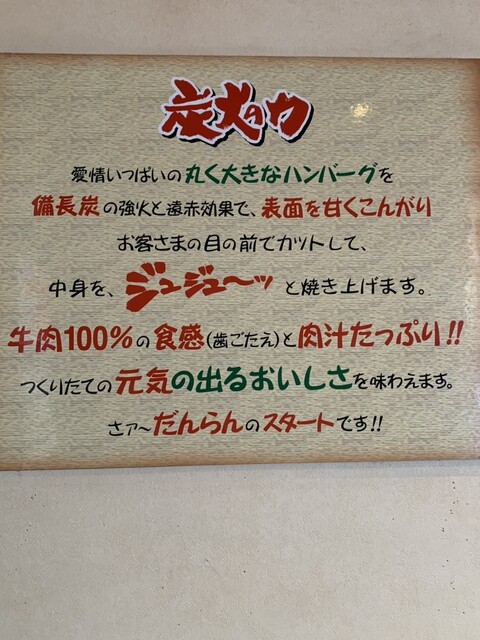 炭火の力
愛情いっぱいの丸く大きなハンバーグを
備長炭の強火と遠赤効果で、表面を甘くこんがり
お客さまの目の前でカットして、
中身を、ジュジュ〜ッと焼き上げます。
牛肉100%の食感(歯ごたえ)と肉汁たっぷり!!
つくりたての元気の出るおいしさを味わえます。
さァ〜だんらんのスタートです!!